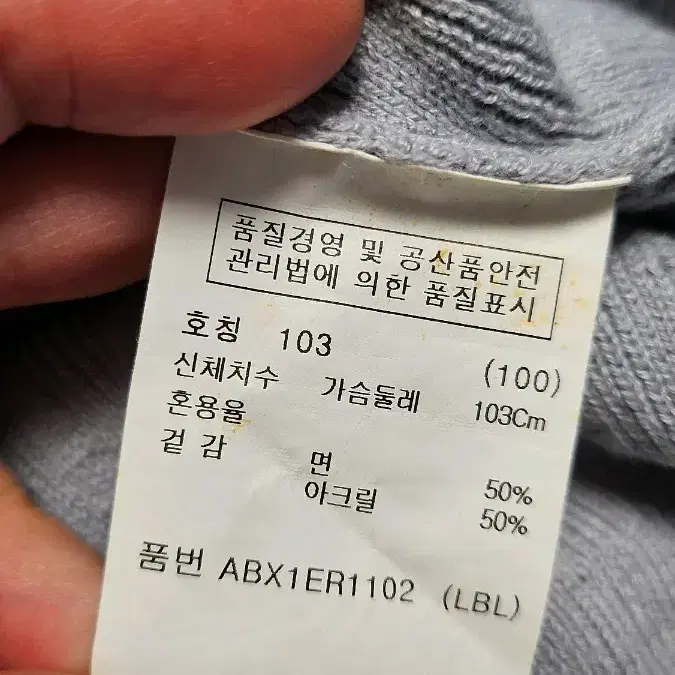 품질경영 및 공산품안전
관리법에 의한 품질표시
호칭 103 (100)
신체치수 가슴둘레 103Cm
혼용율
겉감 면 50%
아크릴 50%
품번 ABX1ER1102 (LBL)